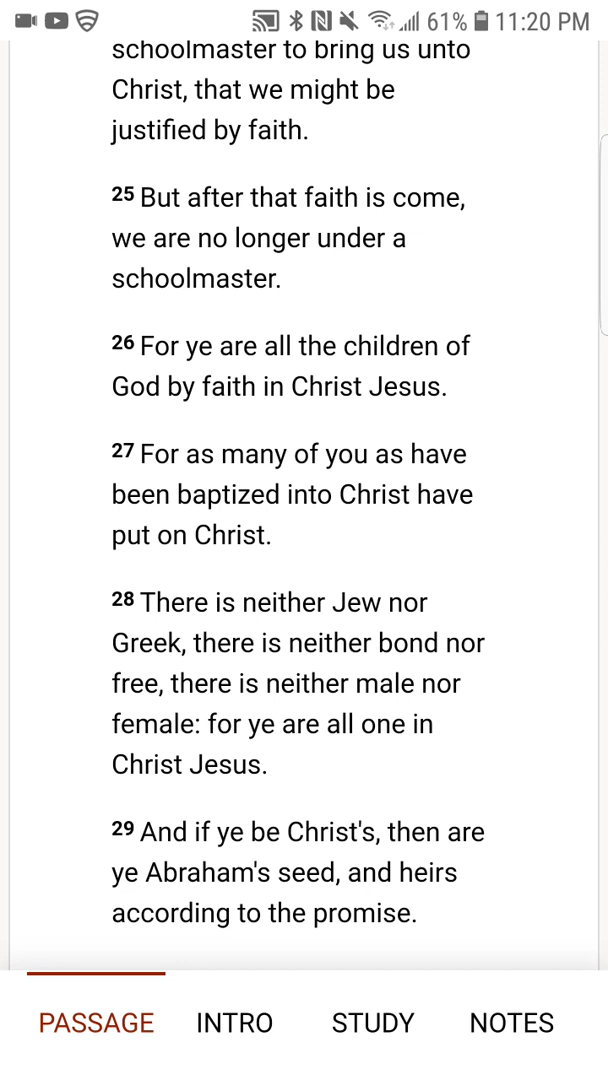 61% 11:20 PM
schoolmaster to bring us unto
Christ, that we might be
justified by faith.
25 But after that faith is come,
we are no longer under a
schoolmaster.
26 For ye are all the children of
God by faith in Christ Jesus.
27 For as many of you as have
been baptized into Christ have
put on Christ.
28 There is neither Jew nor
Greek, there is neither bond nor
free, there is neither male nor
female: for ye are all one in
Christ Jesus.
29 And if ye be Christ's, then are
ye Abraham's seed, and heirs
according to the promise.
PASSAGE INTRO STUDY NOTES